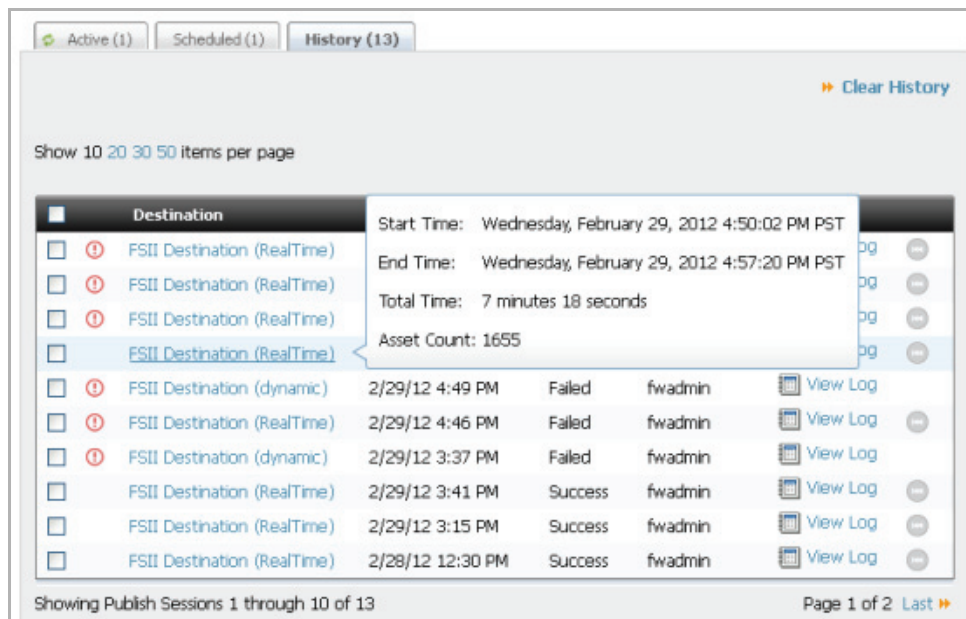 Active (1) Scheduled (1) History (13)
Clear History
Show 10 20 30 50 items per page
Destination
FSII Destination (RealTime)
FSII Destination (RealTime)
FSII Destination (RealTime)
FSII Destination (RealTime)
Start Time: Wednesday, February 29, 2012 4:50:02 PM PST
End Time: Wednesday, February 29, 2012 4:57:20 PM PST
Total Time: 7 minutes 18 seconds
Asset Count: 1655
FSII Destination (dynamic) 2/29/12 4:49 PM Failed fwadmin View Log
FSII Destination (RealTime) 2/29/12 4:46 PM Failed fwadmin View Log
FSII Destination (dynamic) 2/29/12 3:37 PM Failed fwadmin View Log
FSII Destination (RealTime) 2/29/12 3:41 PM Success fwadmin View Log
FSII Destination (RealTime) 2/29/12 3:15 PM Success fwadmin View Log
FSII Destination (RealTime) 2/28/12 12:30 PM Success fwadmin View Log
Showing Publish Sessions 1 through 10 of 13 Page 1 of 2 Last